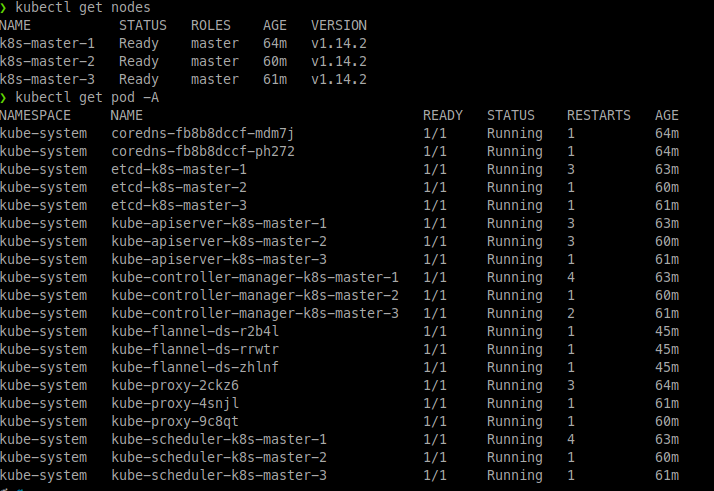 ❯ kubectl get nodes
NAME           STATUS   ROLES    AGE   VERSION
k8s-master-1   Ready    master   64m   v1.14.2
k8s-master-2   Ready    master   60m   v1.14.2
k8s-master-3   Ready    master   61m   v1.14.2
❯ kubectl get pod -A
NAMESPACE     NAME                                   READY   STATUS    RESTARTS   AGE
kube-system   coredns-fb8b8dccf-mdm7j                1/1     Running   1          64m
kube-system   coredns-fb8b8dccf-ph272                1/1     Running   1          64m
kube-system   etcd-k8s-master-1                      1/1     Running   3          63m
kube-system   etcd-k8s-master-2                      1/1     Running   1          60m
kube-system   etcd-k8s-master-3                      1/1     Running   1          61m
kube-system   kube-apiserver-k8s-master-1            1/1     Running   3          63m
kube-system   kube-apiserver-k8s-master-2            1/1     Running   3          60m
kube-system   kube-apiserver-k8s-master-3            1/1     Running   1          61m
kube-system   kube-controller-manager-k8s-master-1   1/1     Running   4          63m
kube-system   kube-controller-manager-k8s-master-2   1/1     Running   1          60m
kube-system   kube-controller-manager-k8s-master-3   1/1     Running   2          61m
kube-system   kube-flannel-ds-r2b4l                  1/1     Running   1          45m
kube-system   kube-flannel-ds-rrwtr                  1/1     Running   1          45m
kube-system   kube-flannel-ds-zhlnf                  1/1     Running   1          45m
kube-system   kube-proxy-2ckz6                       1/1     Running   3          64m
kube-system   kube-proxy-4snjl                       1/1     Running   1          61m
kube-system   kube-proxy-9c8qt                       1/1     Running   1          60m
kube-system   kube-scheduler-k8s-master-1            1/1     Running   4          63m
kube-system   kube-scheduler-k8s-master-2            1/1     Running   1          60m
kube-system   kube-scheduler-k8s-master-3            1/1     Running   1          61m